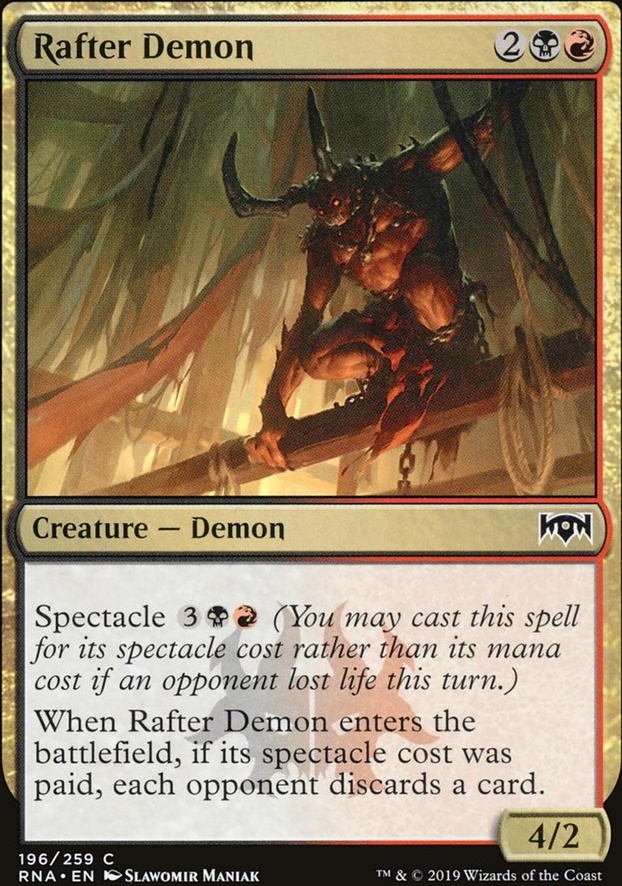 Rafter Demon 2
Creature — Demon
Spectacle 3 (You may cast this spell
for its spectacle cost rather than its mana
cost if an opponent lost life this turn.)
When Rafter Demon enters the
battlefield, if its spectacle cost was
paid, each opponent discards a card.
4/2
196/259 C
RNA • EN Slawomir Maniak
™ & © 2019 Wizards of the Coast